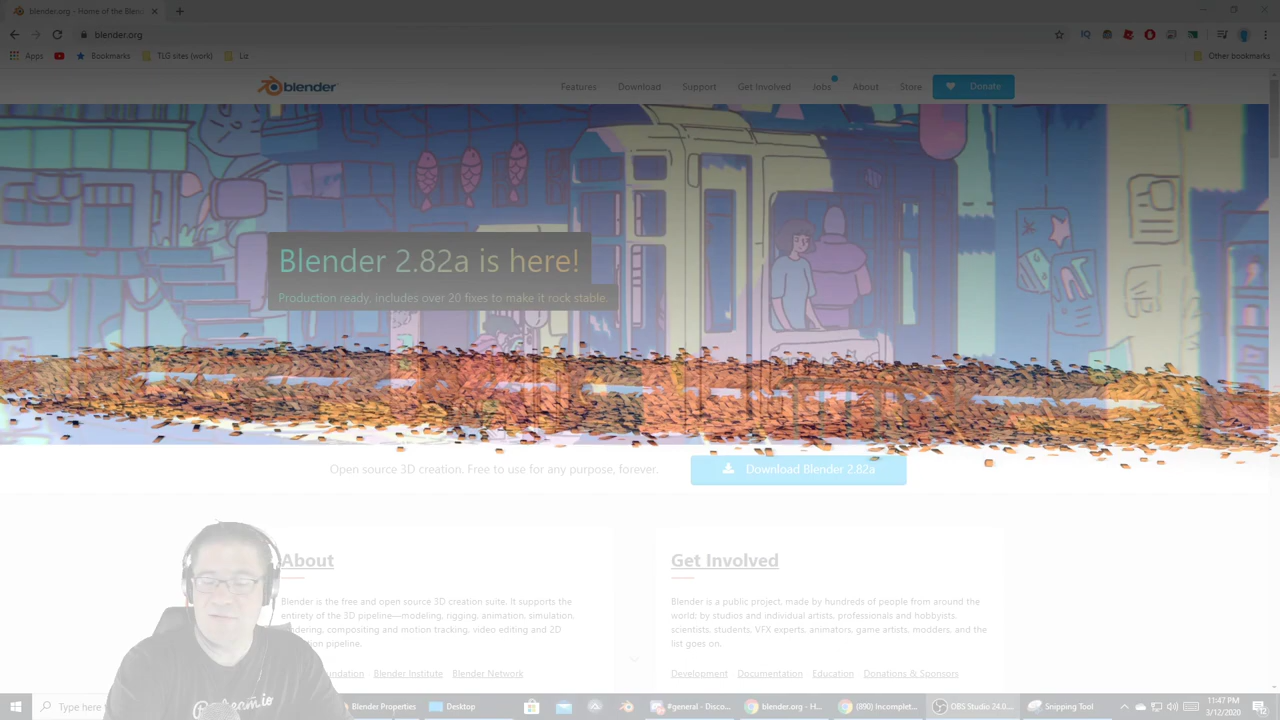 blender.org - Home of the Blend
blender.org
Apps
Bookmarks
TLG sites (work)
Liz
Other bookmarks
blender
Features
Download
Support
Get Involved
Jobs
About
Store
Donate
Blender 2.82a is here!
Production ready, includes over 20 fixes to make it rock stable.
Open source 3D creation. Free to use for any purpose, forever.
Download Blender 2.82a
About
Blender is the free and open source 3D creation suite. It supports the
entirety of the 3D pipeline—modeling, rigging, animation, simulation,
rendering, compositing and motion tracking, video editing and 2D
pipeline.
Blender Institute
Blender Network
Get Involved
Blender is a public project, made by hundreds of people from around the
world; by studios and individual artists, professionals and hobbyists,
scientists, students, VFX experts, animators, game artists, modders, and the
list goes on.
Development
Documentation
Education
Donations & Sponsors
Type here
Blender Properties
Desktop
#general - Disco...
blender.org - H...
(890) Incomplet...
OBS Studio 24.0....
Snipping Tool
11:47 PM
3/12/2020